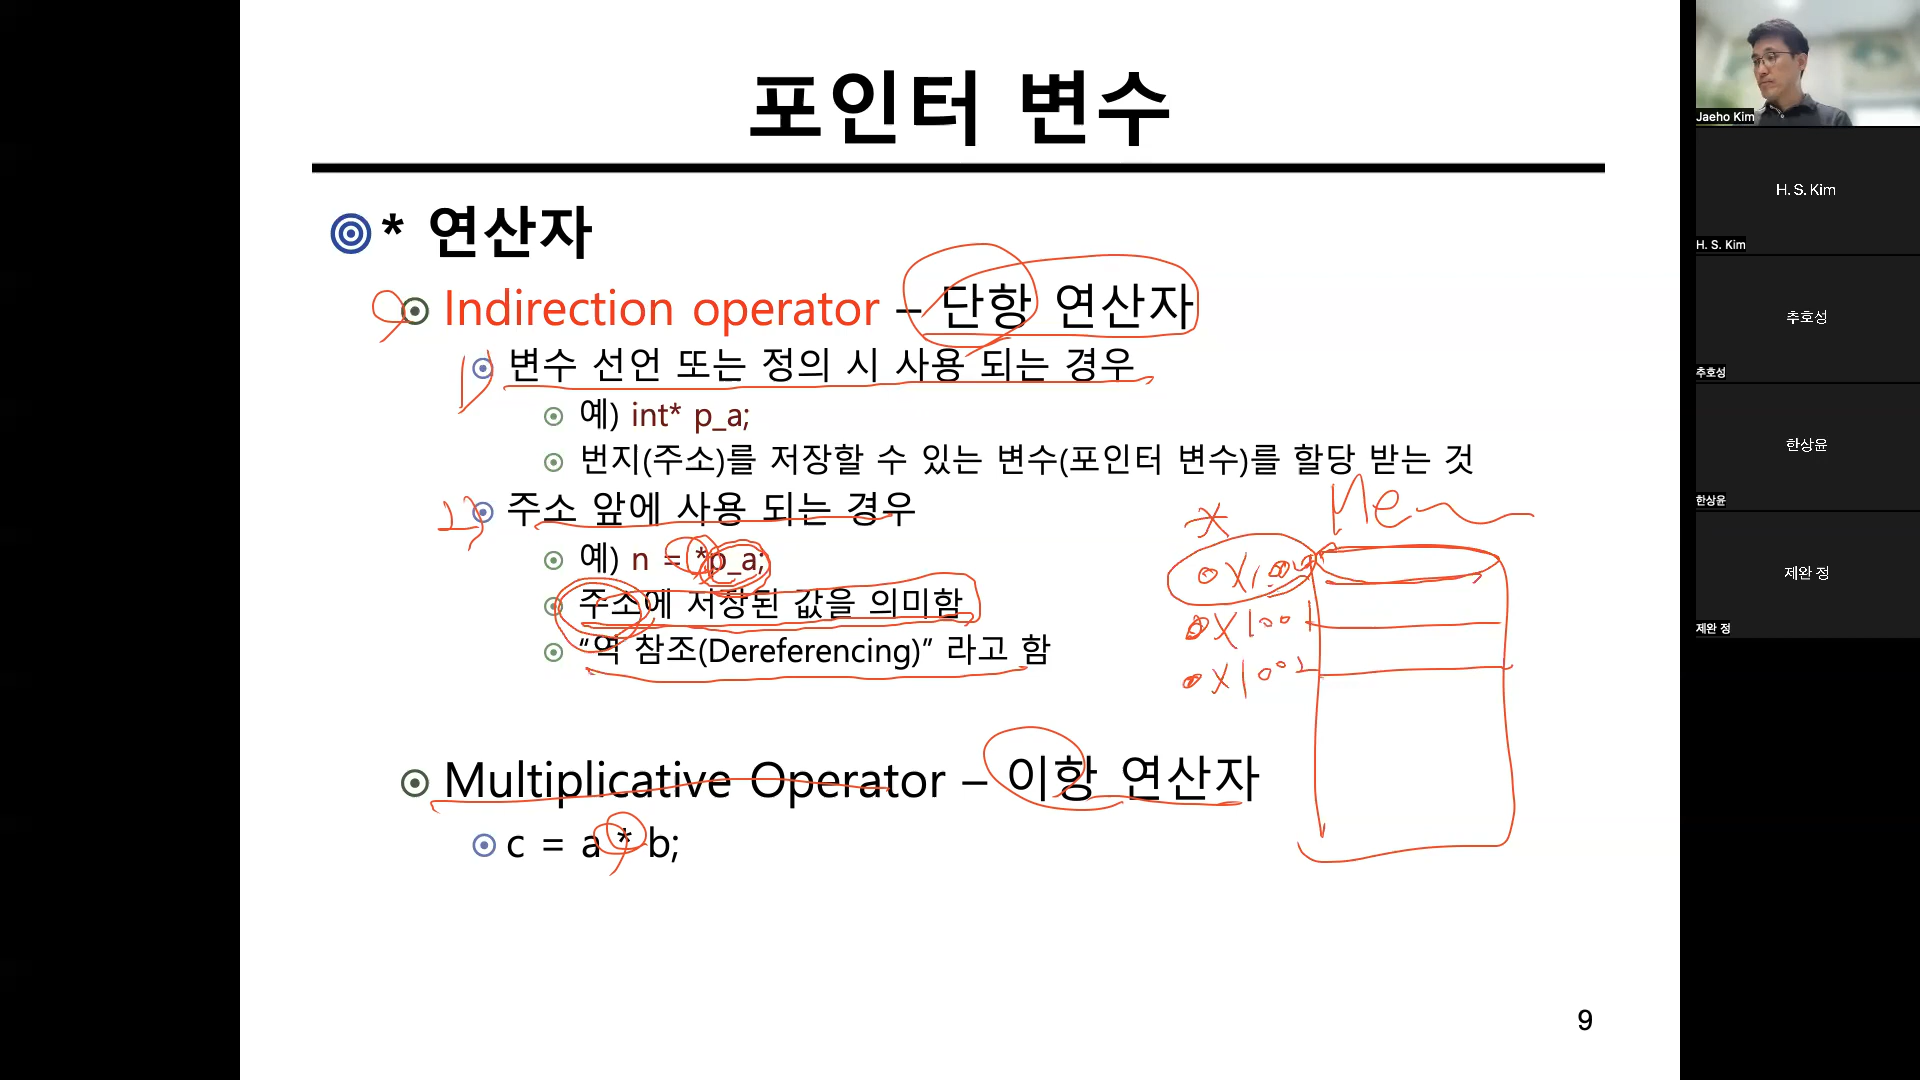 포인터 변수
* 연산자
Indirection operator – 단항 연산자
1) 변수 선언 또는 정의 시 사용 되는 경우
예) int* p_a;
번지(주소)를 저장할 수 있는 변수(포인터 변수)를 할당 받는 것
2) 주소 앞에 사용 되는 경우
예) n = *p_a;
주소에 저장된 값을 의미함
“역 참조(Dereferencing)” 라고 함
Multiplicative Operator – 이항 연산자
c = a * b;
*
0x1000
0x1001
0x1002
9
Jaeho Kim
H. S. Kim
H. S. Kim
추호성
추호성
한상윤
한상윤
제완 정
제완 정